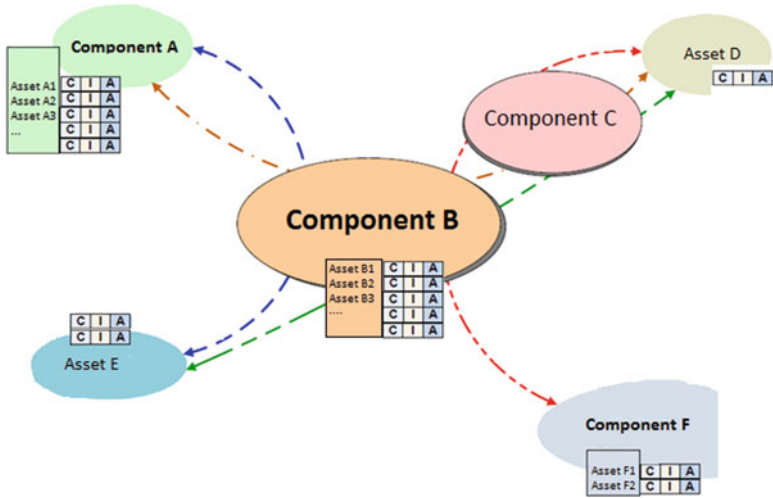 Component A
Asset A1 C I A
Asset A2 C I A
Asset A3 C I A
... C I A
C I A
Asset D
C I A
Component C
Component B
Asset B1 C I A
Asset B2 C I A
Asset B3 C I A
.... C I A
C I A
C I A
C I A
Asset E
Component F
Asset F1 C I A
Asset F2 C I A